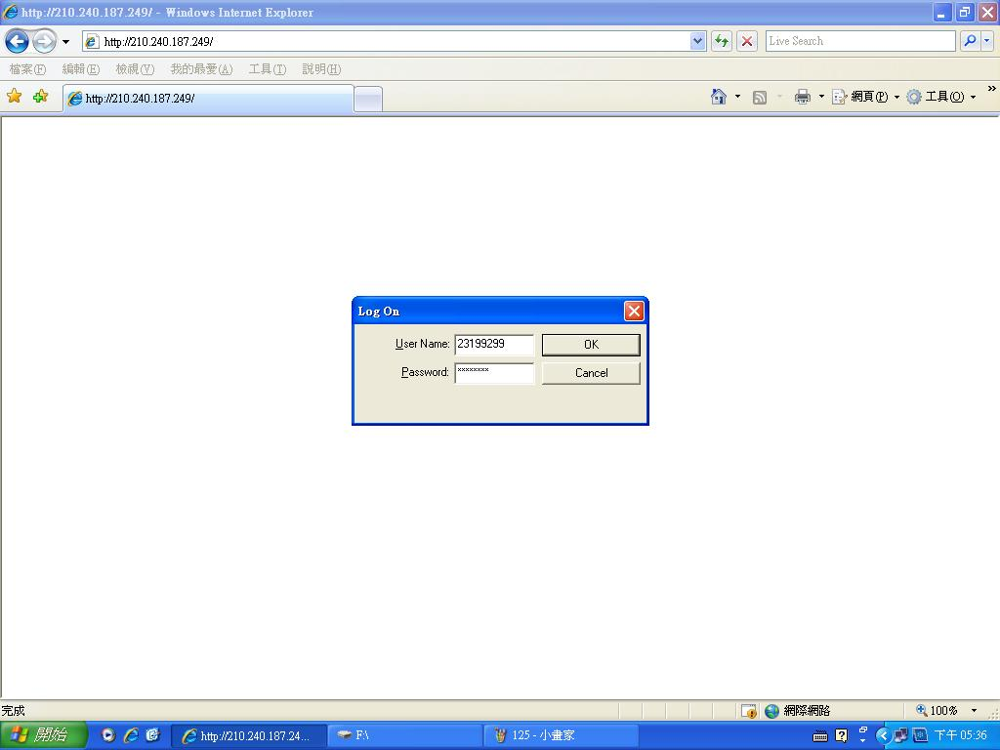 http://210.240.187.249/ - Windows Internet Explorer
http://210.240.187.249/
Live Search
檔案(F) 編輯(E) 檢視(V) 我的最愛(A) 工具(T) 說明(H)
http://210.240.187.249/
網頁(P) 工具(O) »
Log On
User Name: 23199299 OK
Password: ******** Cancel
完成 網際網路 100%
開始 http://210.240.187.24... F:\ 125 - 小畫家 下午 05:36